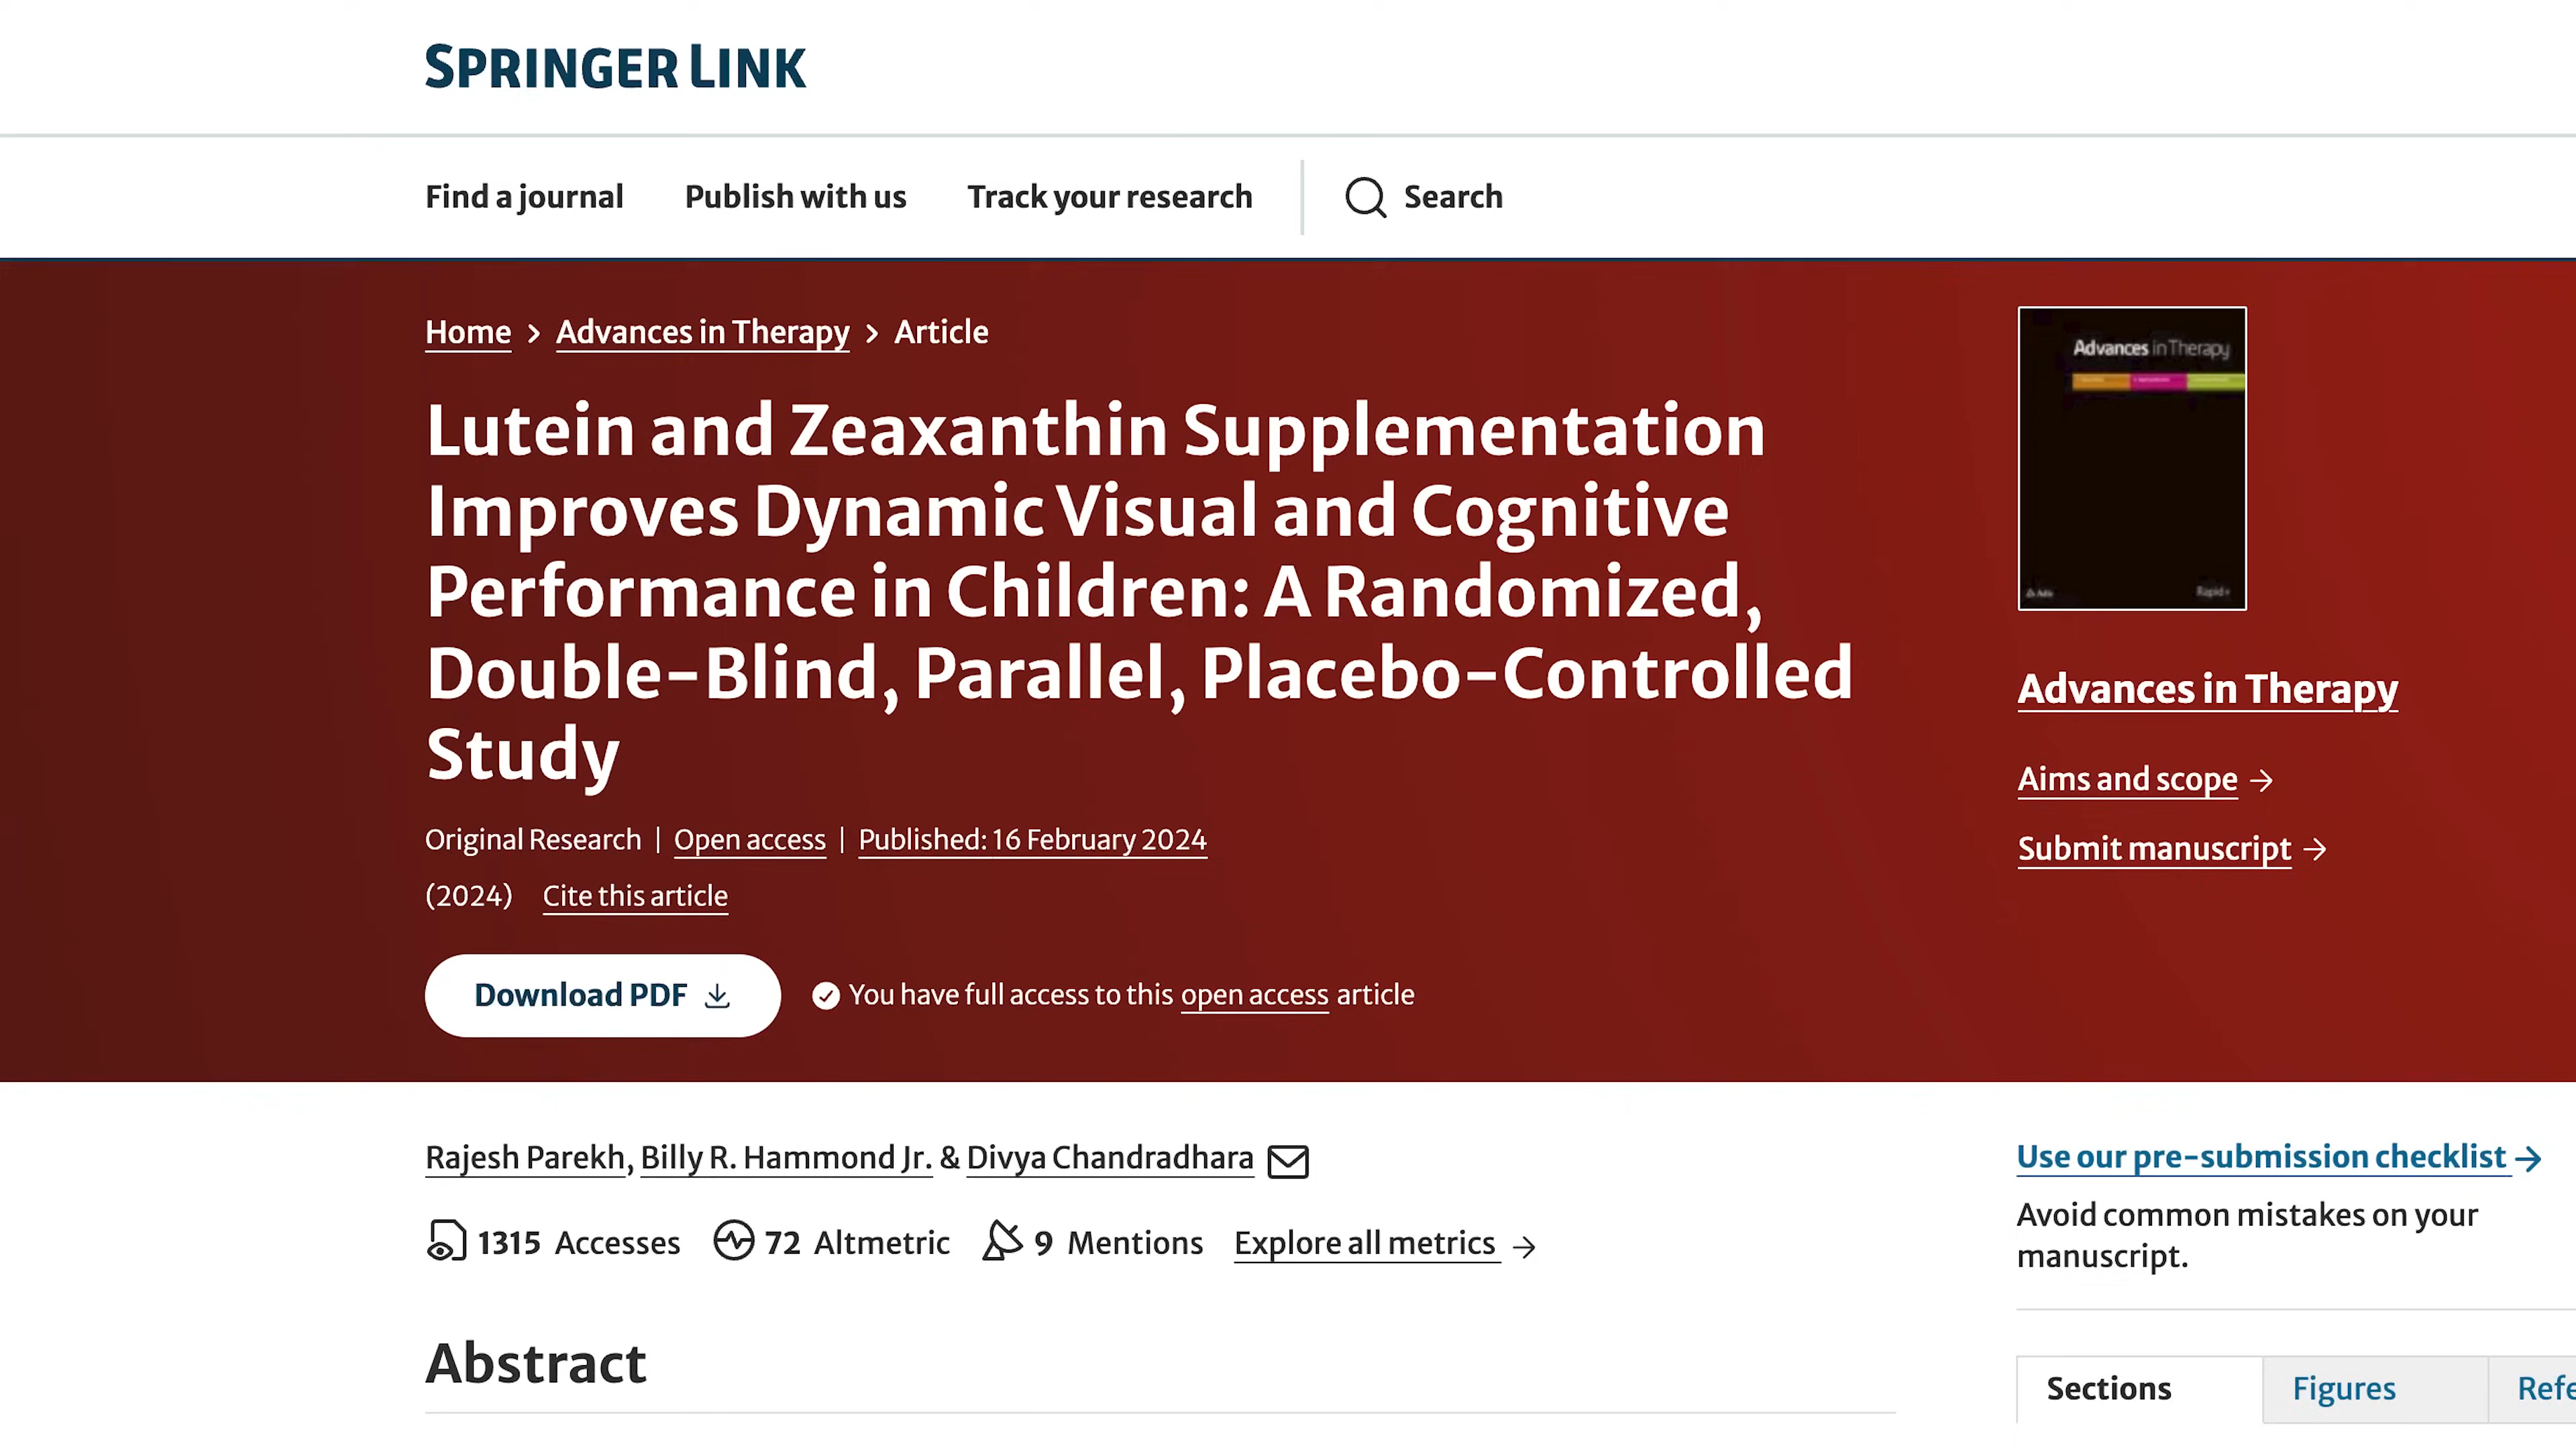 SPRINGER LINK
Find a journal Publish with us Track your research Search
Home > Advances in Therapy > Article
Lutein and Zeaxanthin Supplementation
Improves Dynamic Visual and Cognitive
Performance in Children: A Randomized,
Double-Blind, Parallel, Placebo-Controlled
Study
Original Research | Open access | Published: 16 February 2024
(2024) Cite this article
Download PDF
You have full access to this open access article
Advances in Therapy
Advances in Therapy
Aims and scope →
Submit manuscript →
Rajesh Parekh, Billy R. Hammond Jr. & Divya Chandradhara
1315 Accesses 72 Altmetric 9 Mentions Explore all metrics →
Abstract
Use our pre-submission checklist →
Avoid common mistakes on your
manuscript.
Sections Figures Refe